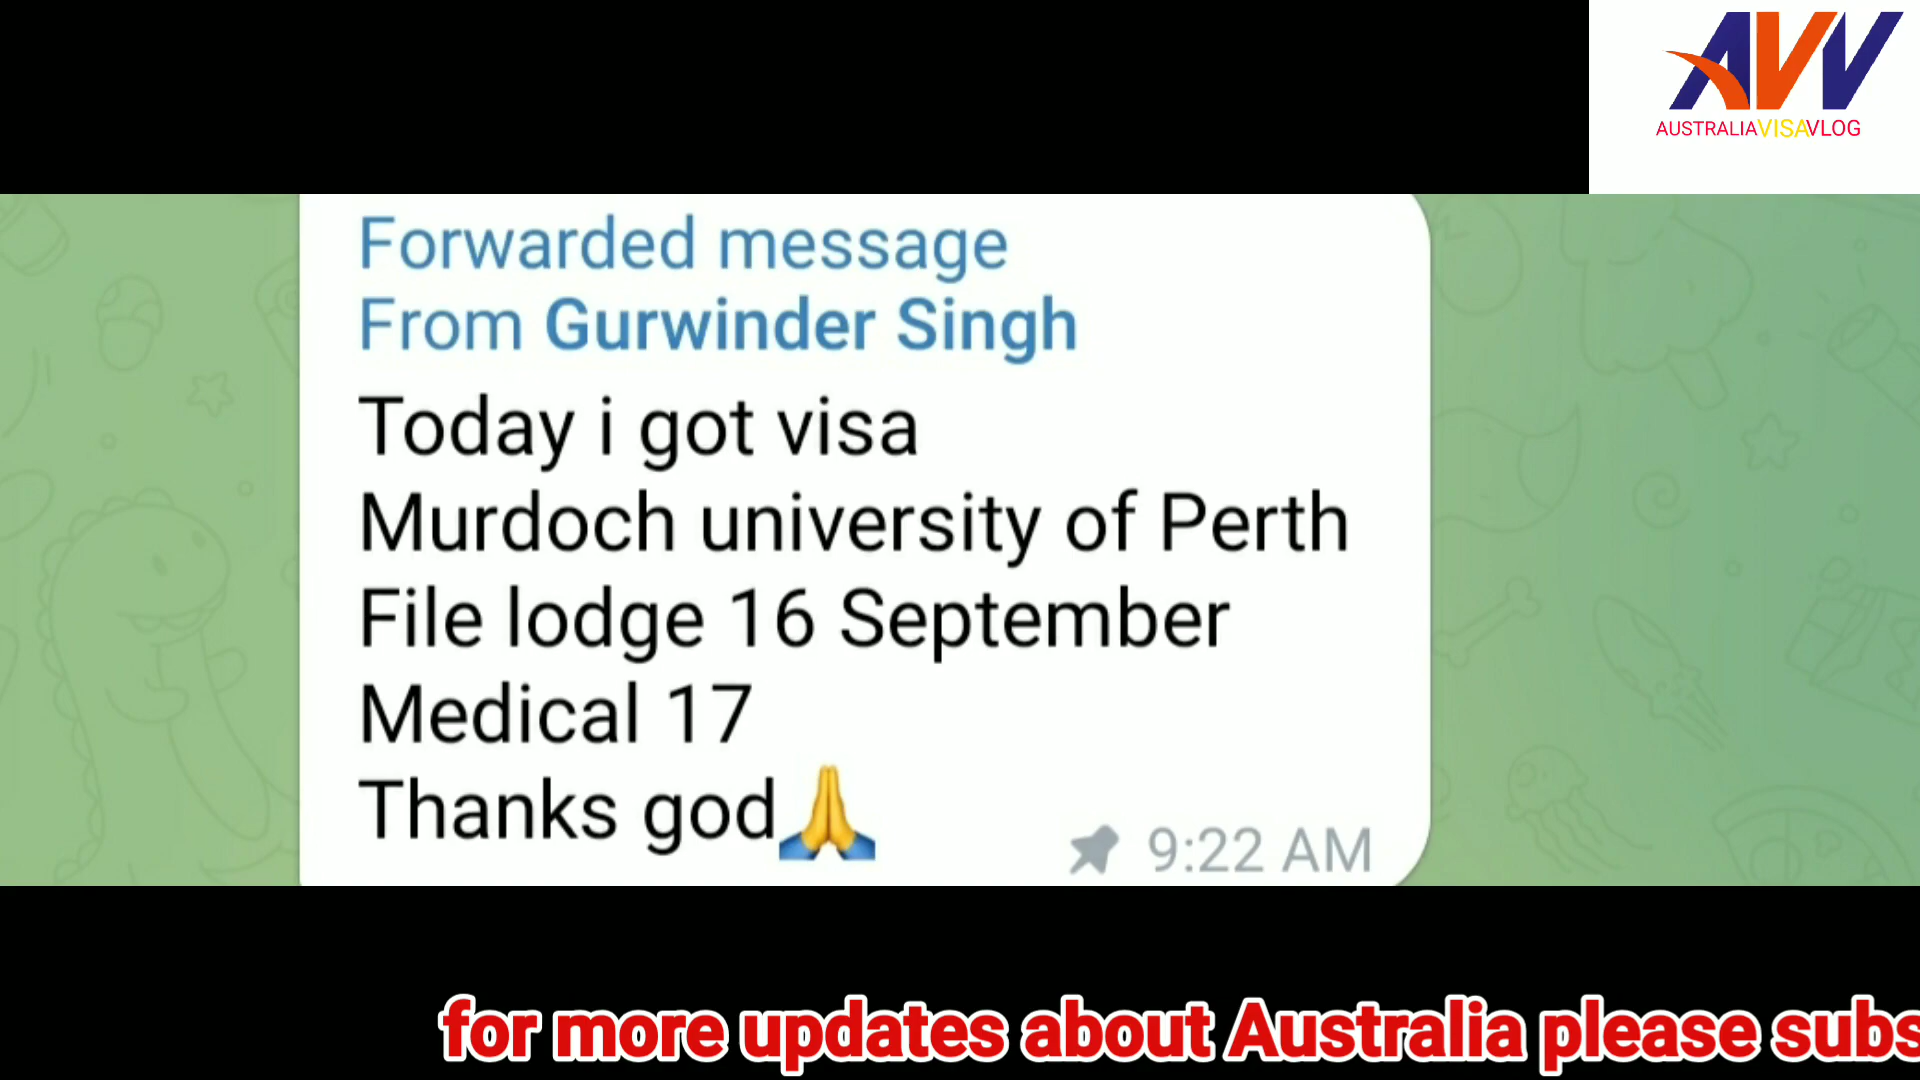 AVV
AUSTRALIAVISAVLOG
Forwarded message
From Gurwinder Singh
Today i got visa
Murdoch university of Perth
File lodge 16 September
Medical 17
Thanks god🙏
9:22 AM
for more updates about Australia please subs